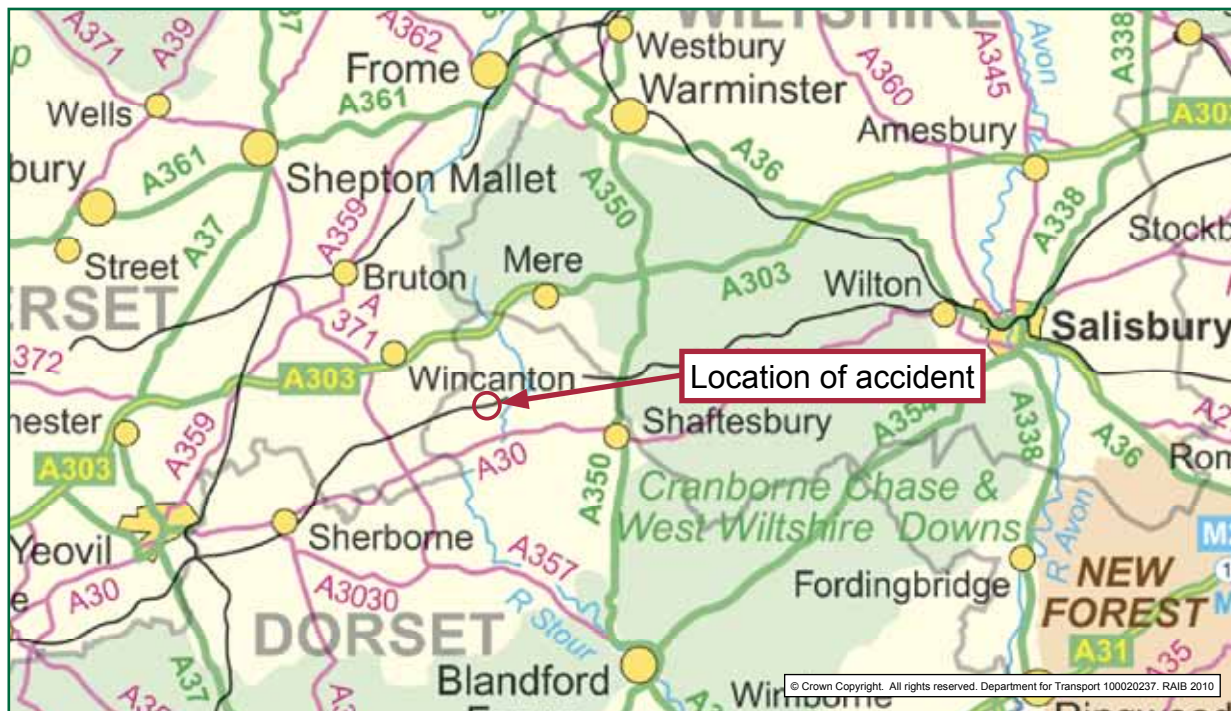 WILTSHIRE
A371
A39
A37
A362
Westbury
Avon
A345
A338
Frome
A360
Wells
A361
Warminster
Amesbury
A303
bury
A361
Shepton Mallet
A36
A350
A338
A37
A359
Stockb
Street
Bruton
Mere
A303
Wilton
ERSET
A
371
Salisbury
372
A303
Wincanton
Location of accident
hester
A359
Shaftesbury
A354
A338
A36
A303
A30
A350
Rom
Cranborne Chase &
West Wiltshire Downs
Sherborne
Yeovil
A357
R Avon
A30
A3030
Fordingbridge
NEW
FOREST
R Stour
DORSET
A31
A35
A37
Blandford
Wimborne
© Crown Copyright. All rights reserved. Department for Transport 100020237. RAIB 2010
Ringwood